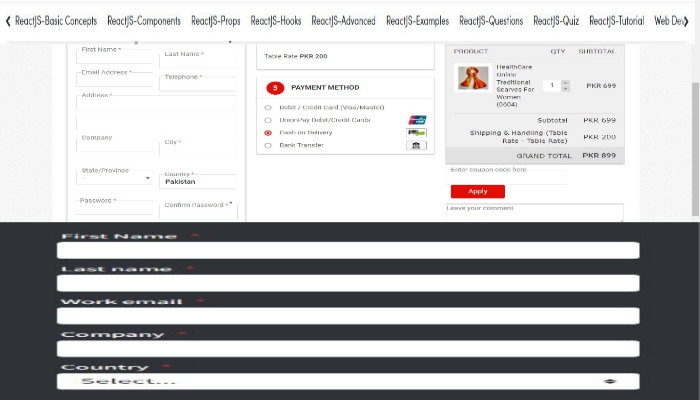 ReactJS-Basic Concepts ReactJS-Components ReactJS-Props ReactJS-Hooks ReactJS-Advanced ReactJS-Examples ReactJS-Questions ReactJS-Quiz ReactJS-Tutorial Web Dev
First Name *
Last Name *
Email Address *
Telephone *
Address *
Company
City *
State/Province
Country *
Pakistan
Password *
Confirm Password *
Table Rate PKR 200
3 PAYMENT METHOD
Debit / Credit Card (Visa/Master)
UnionPay Debit/Credit Cards
Cash on Delivery
Bank Transfer
PRODUCT QTY SUBTOTAL
HealthCare
Online
Traditional
Scarves For
Women
(0604)
1
PKR 699
Subtotal PKR 699
Shipping & Handling (Table
Rate - Table Rate) PKR 200
GRAND TOTAL PKR 899
Enter coupon code here
Apply
Leave your comment
First Name *
Last name *
Work email *
Company *
Country *
Select...